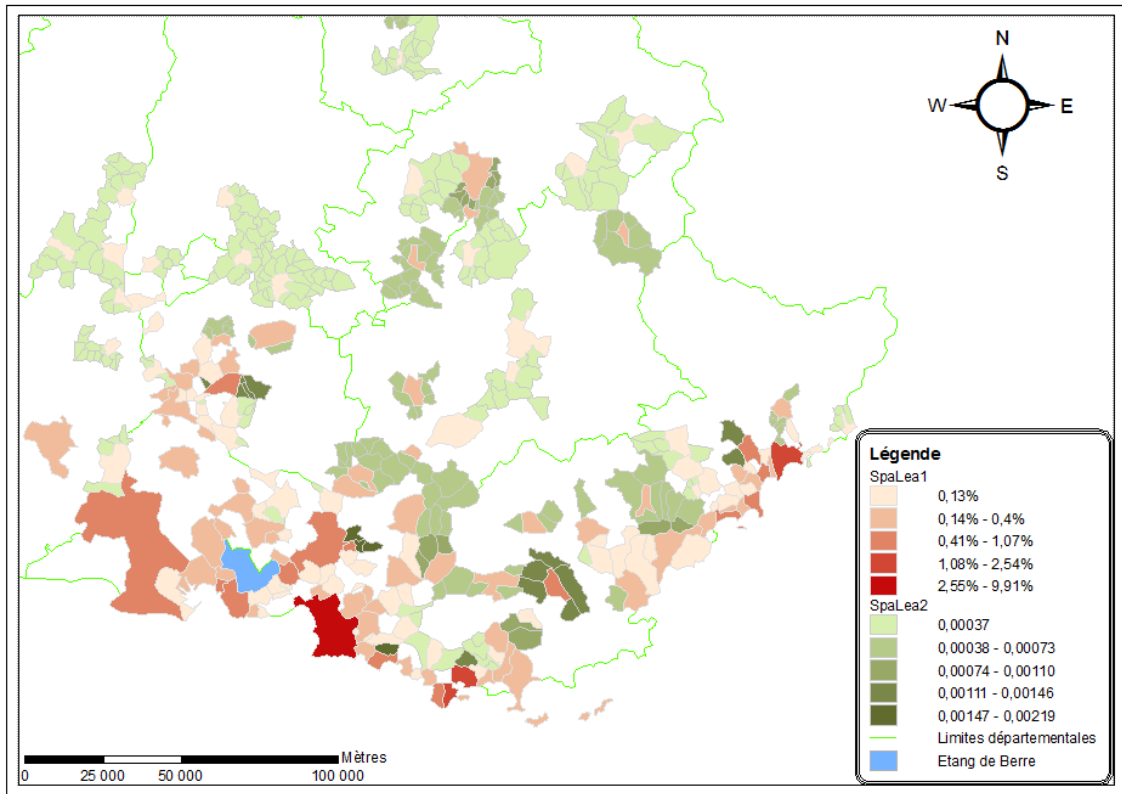 N
W
E
S
Légende
SpaLea1
0,13%
0,14% - 0,4%
0,41% - 1,07%
1,08% - 2,54%
2,55% - 9,91%
SpaLea2
0,00037
0,00038 - 0,00073
0,00074 - 0,00110
0,00111 - 0,00146
0,00147 - 0,00219
Limites départementales
Etang de Berre
Mètres
0 25 000 50 000 100 000